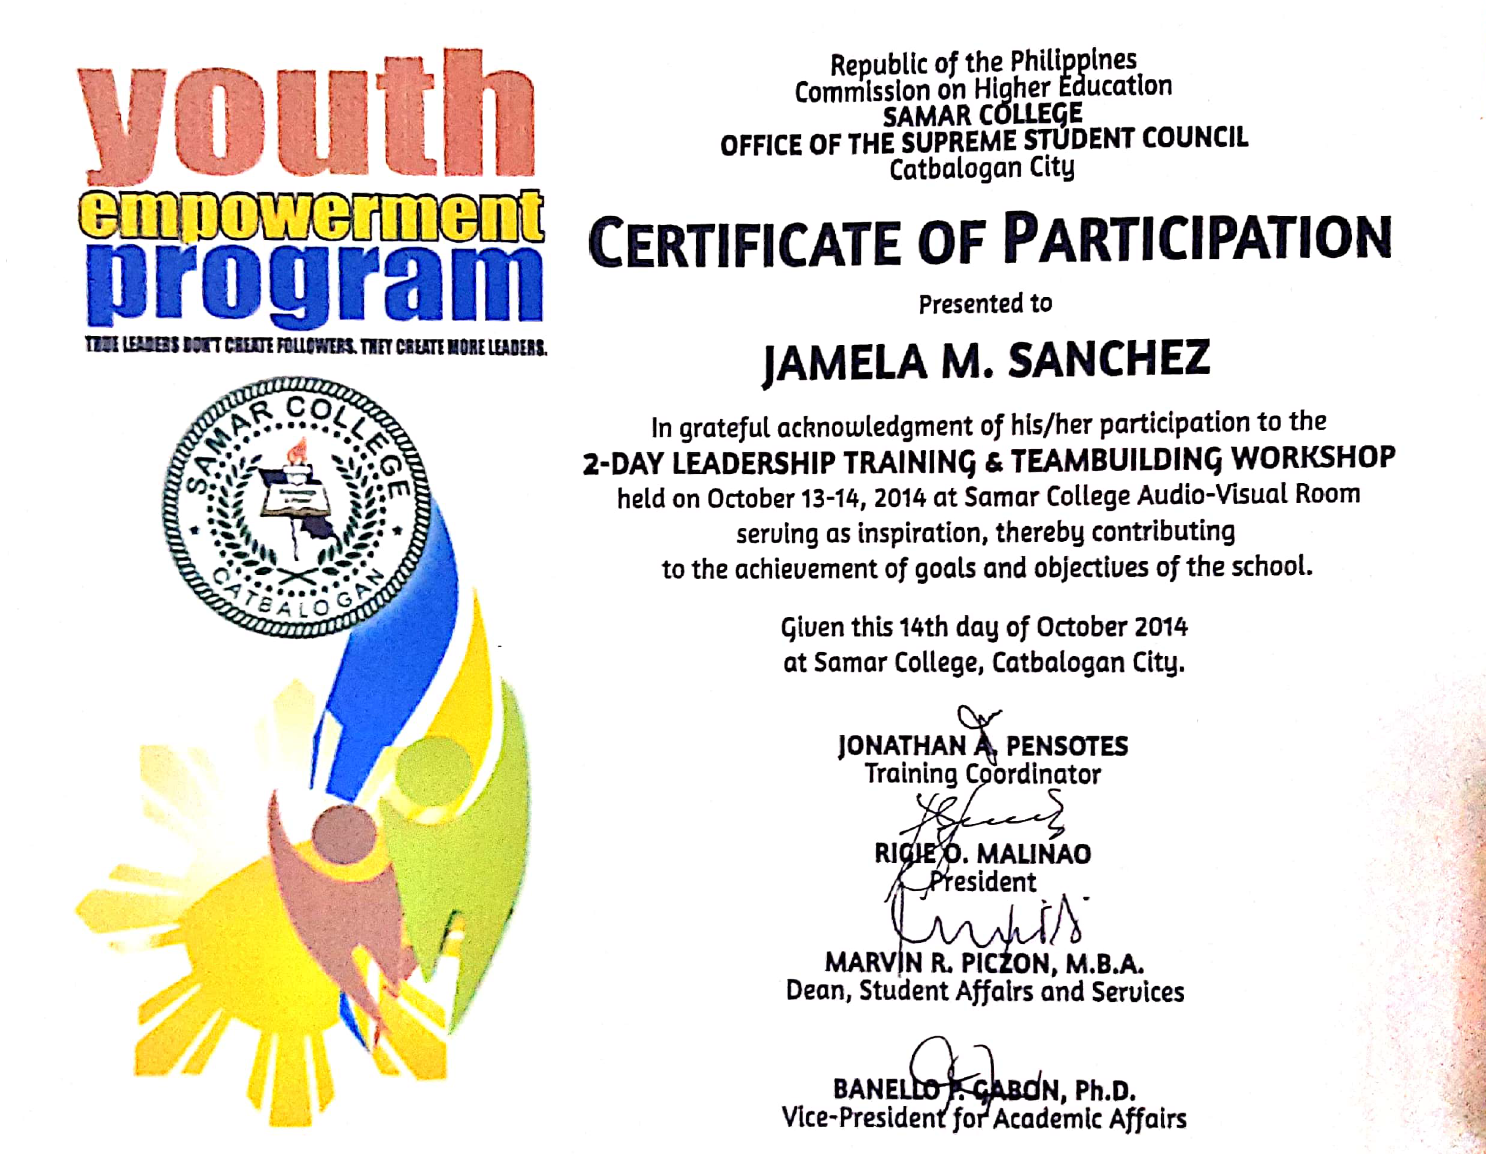 youth
empowerment
program
TRUE LEADERS DON'T CREATE FOLLOWERS. THEY CREATE MORE LEADERS.
SAMAR COLLEGE
CATBALOGAN
Republic of the Philippines
Commission on Higher Education
SAMAR COLLEGE
OFFICE OF THE SUPREME STUDENT COUNCIL
Catbalogan City
CERTIFICATE OF PARTICIPATION
Presented to
JAMELA M. SANCHEZ
In grateful acknowledgment of his/her participation to the
2-DAY LEADERSHIP TRAINING & TEAMBUILDING WORKSHOP
held on October 13-14, 2014 at Samar College Audio-Visual Room
serving as inspiration, thereby contributing
to the achievement of goals and objectives of the school.
Given this 14th day of October 2014
at Samar College, Catbalogan City.
JONATHAN A. PENSOTES
Training Coordinator
RIGIE O. MALINAO
President
MARVIN R. PICZON, M.B.A.
Dean, Student Affairs and Services
BANELLO P. GABON, Ph.D.
Vice-President for Academic Affairs